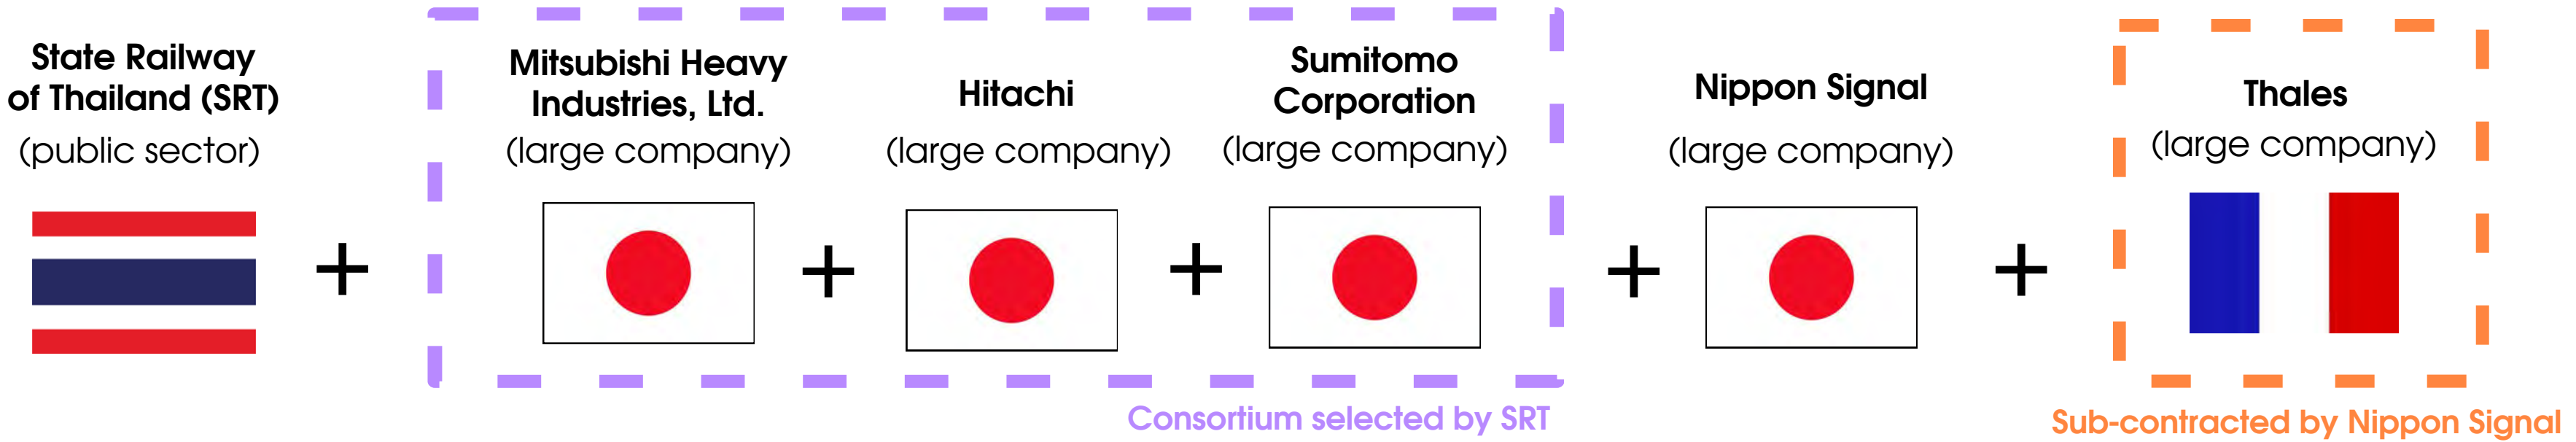 State Railway
of Thailand (SRT)
(public sector)
+
Mitsubishi Heavy
Industries, Ltd.
(large company)
+
Hitachi
(large company)
+
Sumitomo
Corporation
(large company)
Consortium selected by SRT
+
Nippon Signal
(large company)
+
Thales
(large company)
Sub-contracted by Nippon Signal